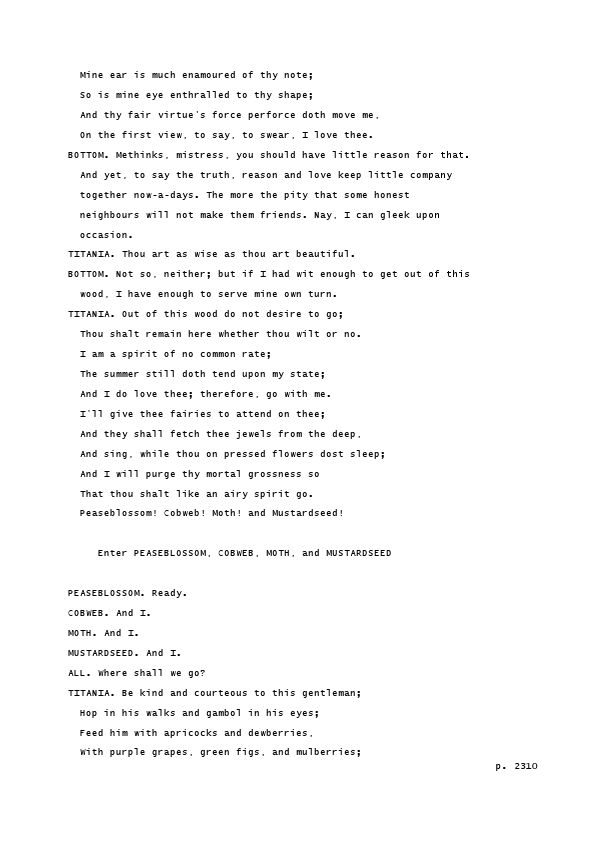 Mine ear is much enamoured of thy note;
So is mine eye enthralled to thy shape;
And thy fair virtue's force perforce doth move me,
On the first view, to say, to swear, I love thee.
BOTTOM. Methinks, mistress, you should have little reason for that.
And yet, to say the truth, reason and love keep little company
together now-a-days. The more the pity that some honest
neighbours will not make them friends. Nay, I can gleek upon
occasion.
TITANIA. Thou art as wise as thou art beautiful.
BOTTOM. Not so, neither; but if I had wit enough to get out of this
wood, I have enough to serve mine own turn.
TITANIA. Out of this wood do not desire to go;
Thou shalt remain here whether thou wilt or no.
I am a spirit of no common rate;
The summer still doth tend upon my state;
And I do love thee; therefore, go with me.
I'll give thee fairies to attend on thee;
And they shall fetch thee jewels from the deep,
And sing, while thou on pressed flowers dost sleep;
And I will purge thy mortal grossness so
That thou shalt like an airy spirit go.
Peaseblossom! Cobweb! Moth! and Mustardseed!
Enter PEASEBLOSSOM, COBWEB, MOTH, and MUSTARDSEED
PEASEBLOSSOM. Ready.
COBWEB. And I.
MOTH. And I.
MUSTARDSEED. And I.
ALL. Where shall we go?
TITANIA. Be kind and courteous to this gentleman;
Hop in his walks and gambol in his eyes;
Feed him with apricocks and dewberries,
With purple grapes, green figs, and mulberries;
p. 2310